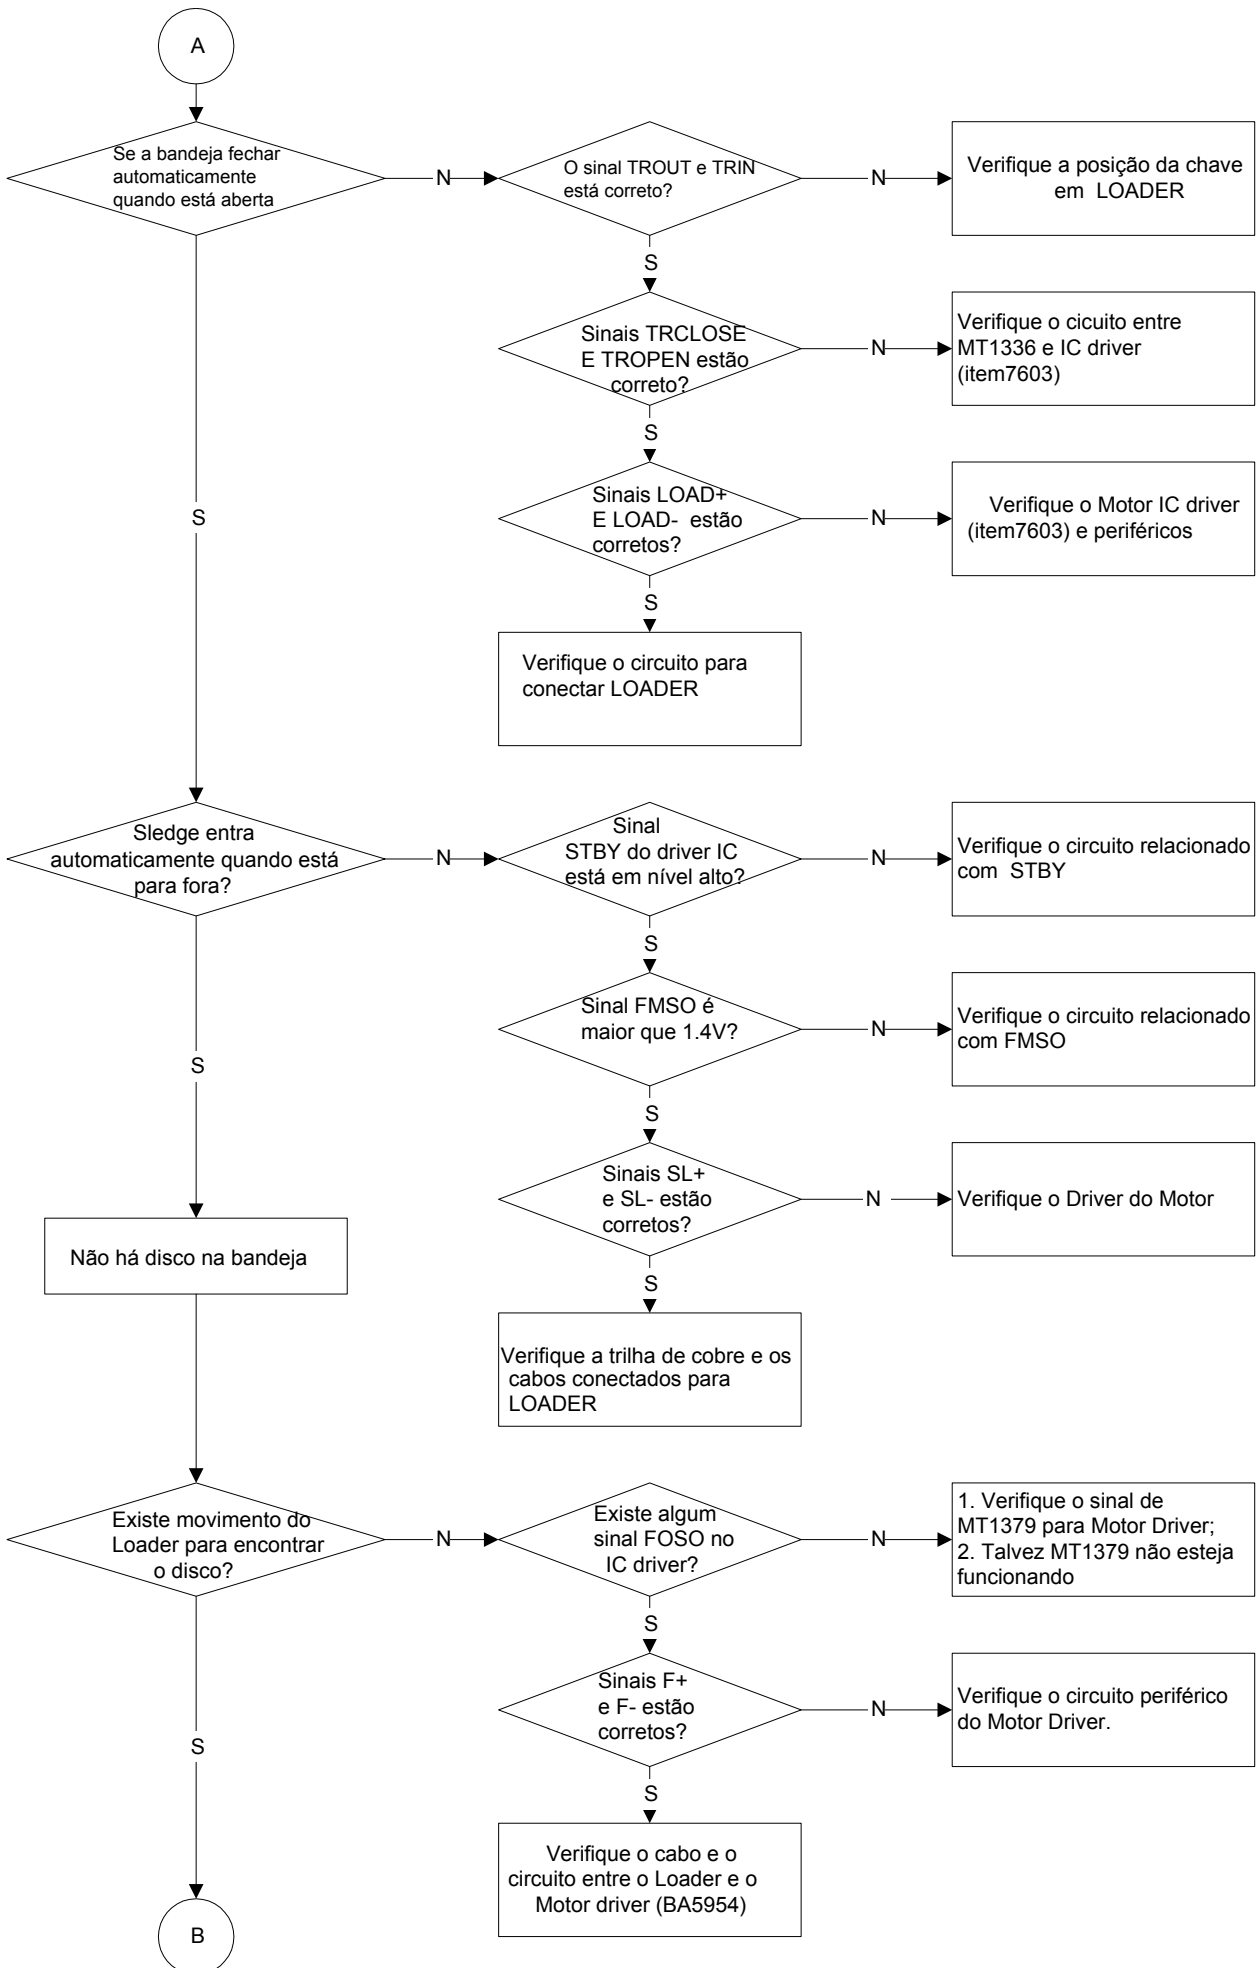 A
Se a bandeja fechar
automaticamente
quando está aberta
N
O sinal TROUT e TRIN
está correto?
N
Verifique a posição da chave
em LOADER
S
Sinais TRCLOSE
E TROPEN estão
correto?
N
Verifique o cicuito entre
MT1336 e IC driver
(item7603)
S
Sinais LOAD+
E LOAD- estão
corretos?
N
Verifique o Motor IC driver
(item7603) e periféricos
S
S
Verifique o circuito para
conectar LOADER
Sledge entra
automaticamente quando está
para fora?
N
Sinal
STBY do driver IC
está em nível alto?
N
Verifique o circuito relacionado
com STBY
S
Sinal FMSO é
maior que 1.4V?
N
Verifique o circuito relacionado
com FMSO
S
S
Sinais SL+
e SL- estão
corretos?
N
Verifique o Driver do Motor
Não há disco na bandeja
S
Verifique a trilha de cobre e os
cabos conectados para
LOADER
Existe movimento do
Loader para encontrar
o disco?
N
Existe algum
sinal FOSO no
IC driver?
N
1. Verifique o sinal de
MT1379 para Motor Driver;
2. Talvez MT1379 não esteja
funcionando
S
Sinais F+
e F- estão
corretos?
N
Verifique o circuito periférico
do Motor Driver.
S
S
Verifique o cabo e o
circuito entre o Loader e o
Motor driver (BA5954)
B